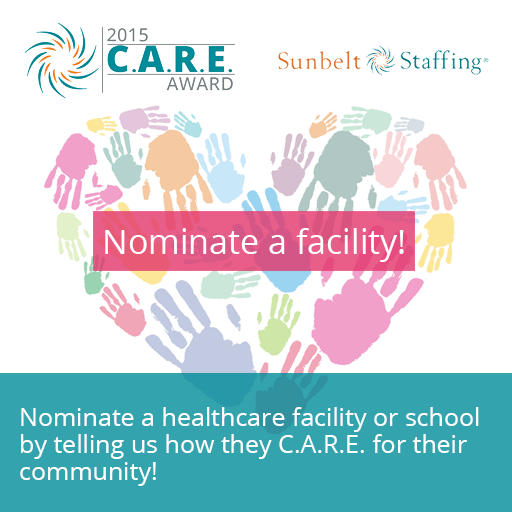 2015
C.A.R.E.
AWARD
Sunbelt Staffing®
Nominate a facility!
Nominate a healthcare facility or school
by telling us how they C.A.R.E. for their
community!